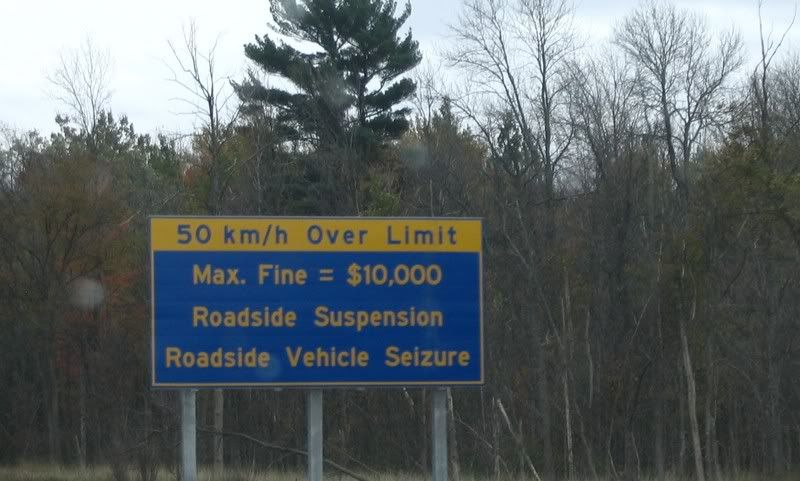 50 km/h Over Limit
Max. Fine = $10,000
Roadside Suspension
Roadside Vehicle Seizure